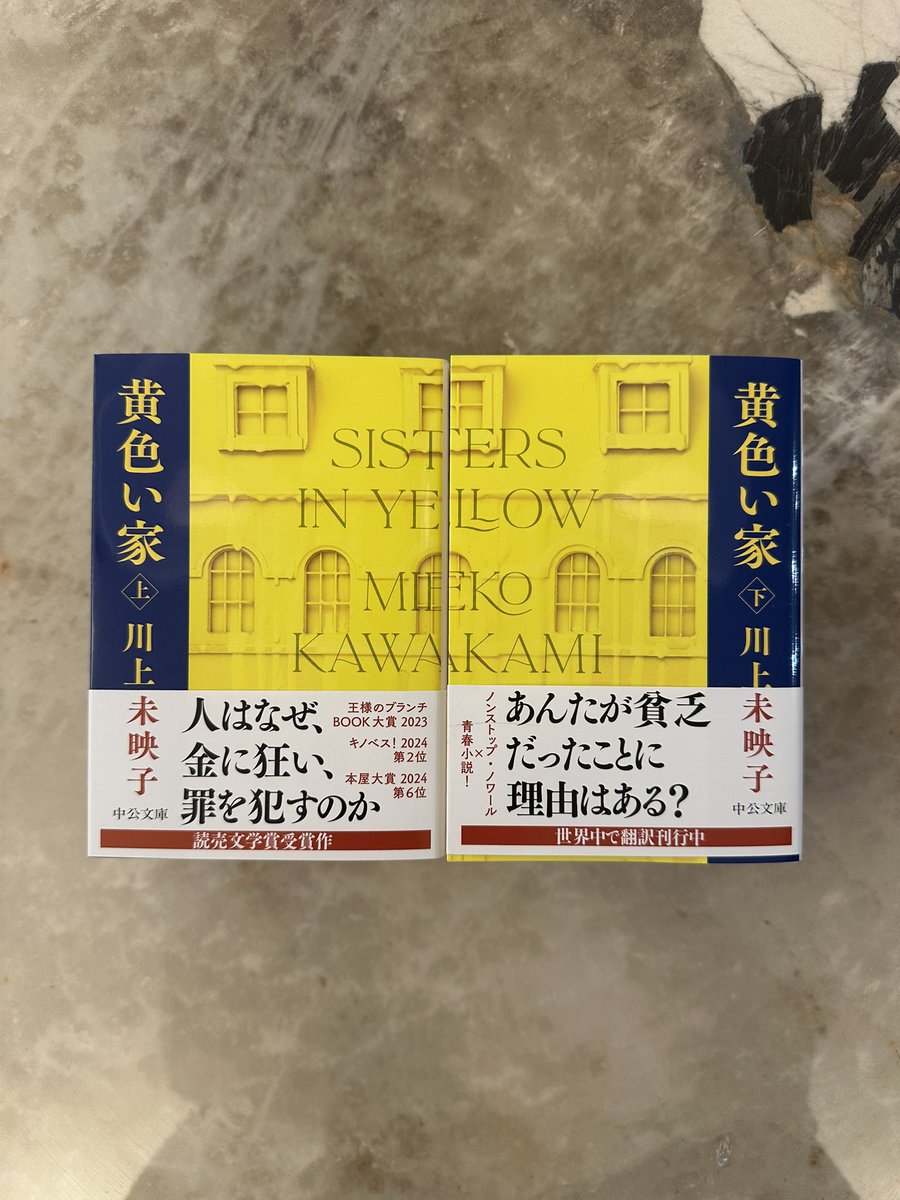 黄色い家
上
川上未映子
中公文庫
SISTERS
IN YELLOW
MIEKO
KAWAKAMI
人はなぜ、
金に狂い、
罪を犯すのか
王様のブランチ
BOOK大賞 2023
キノベス! 2024
第2位
本屋大賞 2024
第6位
読売文学賞受賞作
黄色い家
下
川上未映子
中公文庫
あんたが貧乏
だったことに
理由はある?
ノンストップ・ノワール
×
青春小説!
世界中で翻訳刊行中